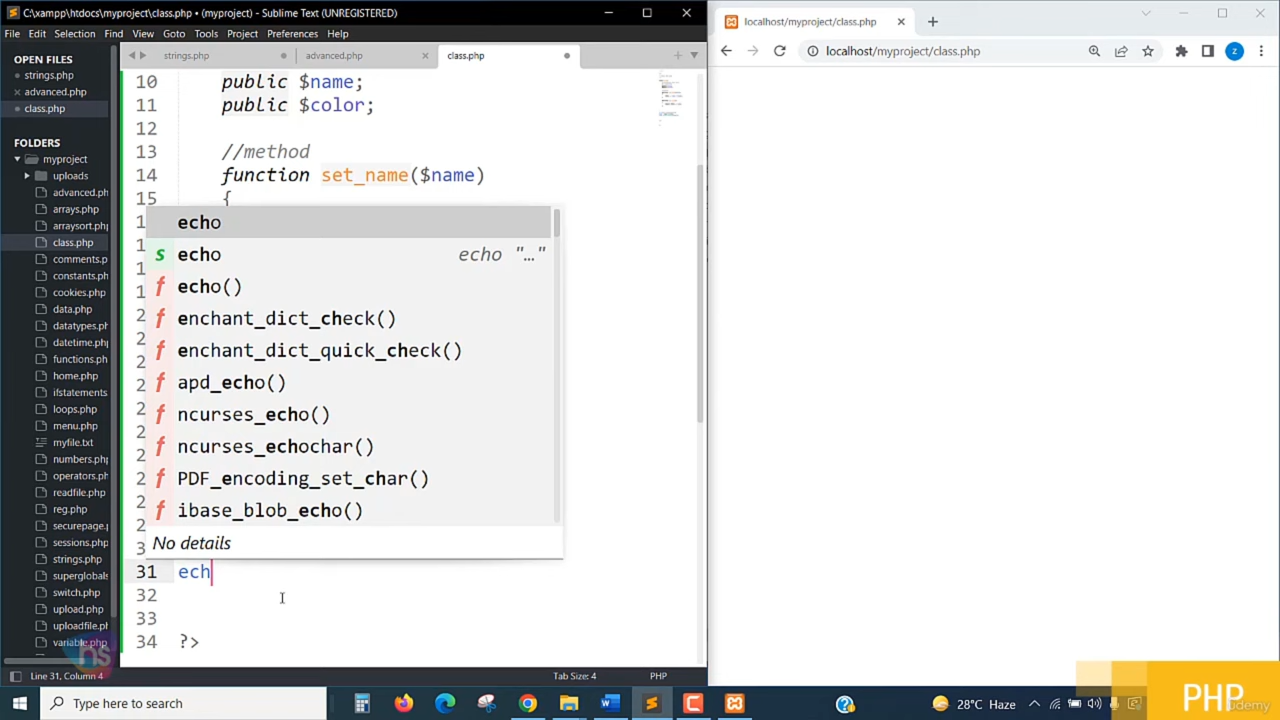 C:\xampp\htdocs\myproject\class.php • (myproject) - Sublime Text (UNREGISTERED)
File Edit Selection Find View Goto Tools Project Preferences Help
OPEN FILES
strings.php
advanced.php
class.php
FOLDERS
myproject
uploads
advanced.ph
arrays.php
arraysort.php
class.php
comments.p
constants.ph
cookies.php
data.php
datatypes.ph
datetime.php
functions.php
home.php
ifstatements
loops.php
menu.php
myfile.txt
numbers.php
operators.php
readfile.php
reg.php
securepage.p
sessions.php
strings.php
superglobals
switch.php
upload.php
uploadfile.ph
variable.php
strings.php advanced.php class.php
10 public $name;
11 public $color;
12
13 //method
14 function set_name($name)
15 {
echo
s echo echo "…"
f echo()
f enchant_dict_check()
f enchant_dict_quick_check()
f apd_echo()
f ncurses_echo()
f ncurses_echochar()
f PDF_encoding_set_char()
f ibase_blob_echo()
No details
31 ech
32
33
34 ?>
Line 31, Column 4 Tab Size: 4 PHP
localhost/myproject/class.php
localhost/myproject/class.php
z
Type here to search
28°C Haze
PHP
ns